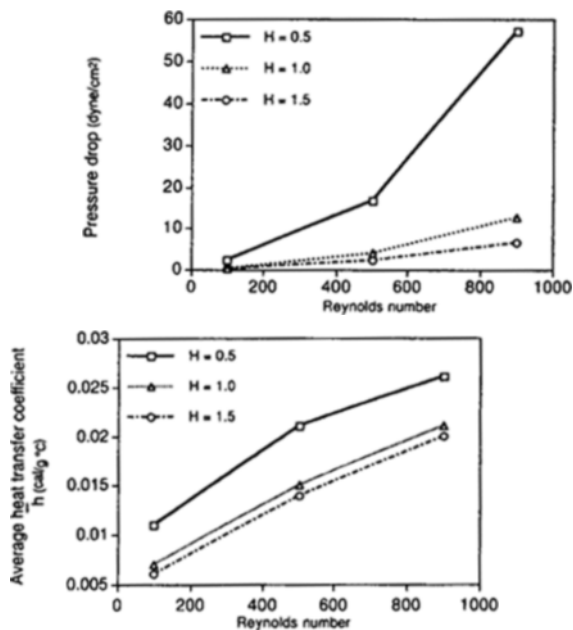 60
50
40
30
20
10
0
H = 0.5
H = 1.0
H = 1.5
Pressure drop (dyne/cm²)
0 200 400 600 800 1000
Reynolds number
0.03
0.025
0.02
0.015
0.01
0.005
H = 0.5
H = 1.0
H = 1.5
Average heat transfer coefficient
h̅ (cal/g °C)
0 200 400 600 800 1000
Reynolds number